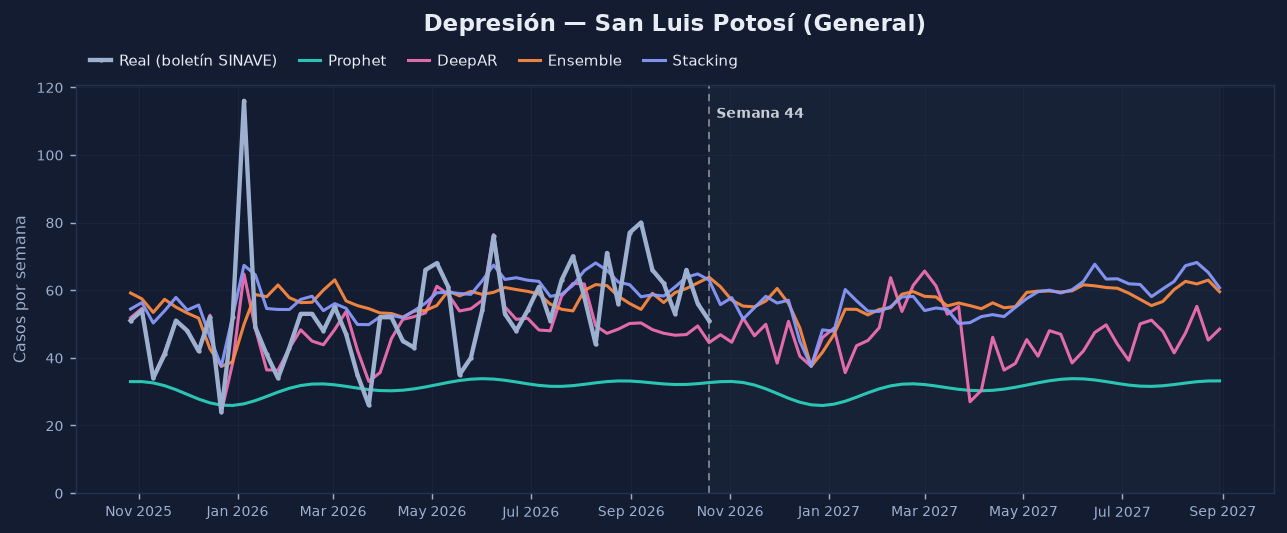 Depresión — San Luis Potosí (General)
Real (boletín SINAVE) Prophet DeepAR Ensemble Stacking
Semana 44
Casos por semana
120
100
80
60
40
20
0
Nov 2025 Jan 2026 Mar 2026 May 2026 Jul 2026 Sep 2026 Nov 2026 Jan 2027 Mar 2027 May 2027 Jul 2027 Sep 2027